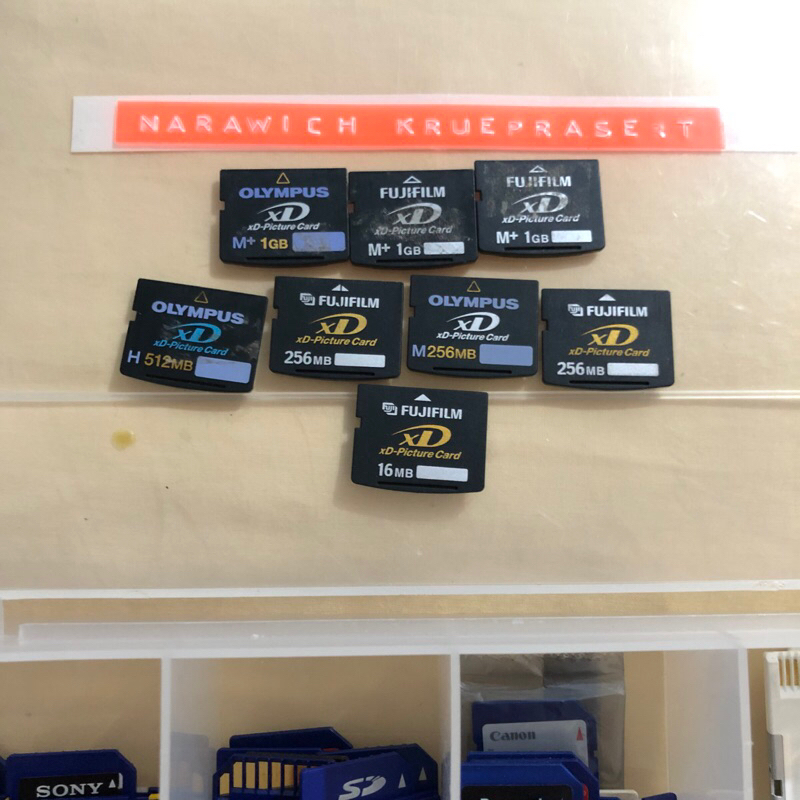 NARAWICH KRUEPRASERT
OLYMPUS
xD
xD-Picture Card
M+ 1GB
FUJIFILM
xD
xD-Picture Card
M+ 1GB
FUJIFILM
xD
xD-Picture Card
M+ 1GB
OLYMPUS
xD
xD-Picture Card
H 512MB
FUJIFILM
xD
xD-Picture Card
256MB
OLYMPUS
xD
xD-Picture Card
M256MB
FUJIFILM
xD
xD-Picture Card
256MB
FUJIFILM
xD
xD-Picture Card
16MB
SONY
SD
Canon